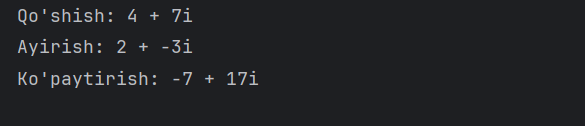 Qo'shish: 4 + 7i
Ayirish: 2 + -3i
Ko'paytirish: -7 + 17i